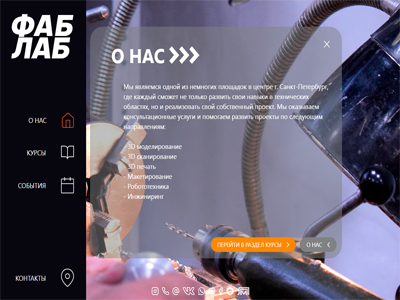 ФАБ
ЛАБ
О НАС
КУРСЫ
СОБЫТИЯ
КОНТАКТЫ
О НАС
X
Мы являемся одной из немногих площадок в центре г. Санкт-Петербург,
где каждый сможет не только развить свои навыки в технических
областях, но и реализовать свой собственный проект. Мы оказываем
консультационные услуги и помогаем развить проекты по следующим
направлениям:
- 3D моделирование
- 3D сканирование
- 3D печать
- Макетирование
- Робототехника
- Инжиниринг
ПЕРЕЙТИ В РАЗДЕЛ КУРСЫ >
О НАС <